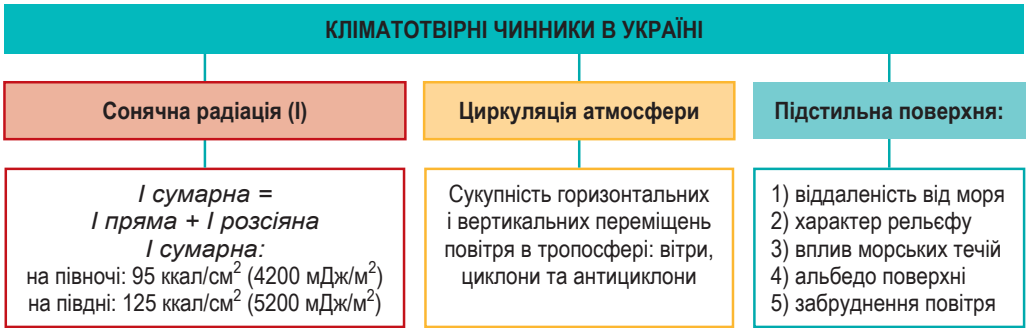 КЛІМАТОТВІРНІ ЧИННИКИ В УКРАЇНІ
Сонячна радіація (I)
I сумарна =
I пряма + I розсіяна
I сумарна:
на півночі: 95 ккал/см² (4200 мДж/м²)
на півдні: 125 ккал/см² (5200 мДж/м²)
Циркуляція атмосфери
Сукупність горизонтальних
і вертикальних переміщень
повітря в тропосфері: вітри,
циклони та антициклони
Підстильна поверхня:
1) віддаленість від моря
2) характер рельєфу
3) вплив морських течій
4) альбедо поверхні
5) забруднення повітря